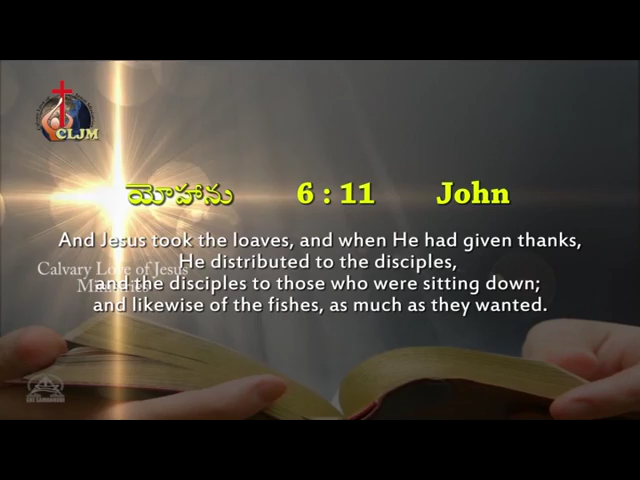 CLJM
యోహాను 6 : 11 John
And Jesus took the loaves, and when He had given thanks,
He distributed to the disciples,
and the disciples to those who were sitting down;
and likewise of the fishes, as much as they wanted.
Calvary Love of Jesus
Ministries